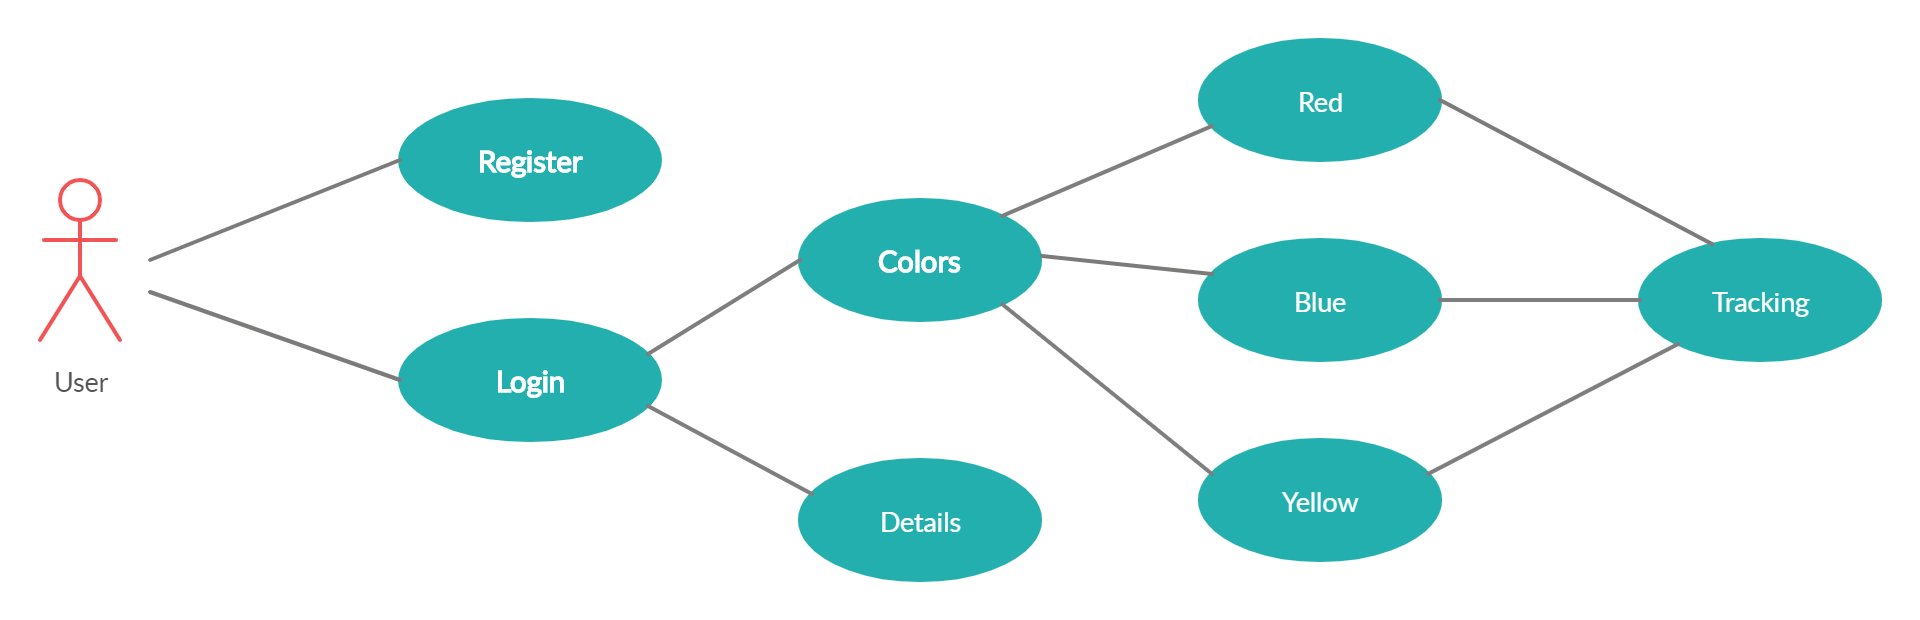 Red
Register
Colors
Blue
Tracking
User
Login
Details
Yellow